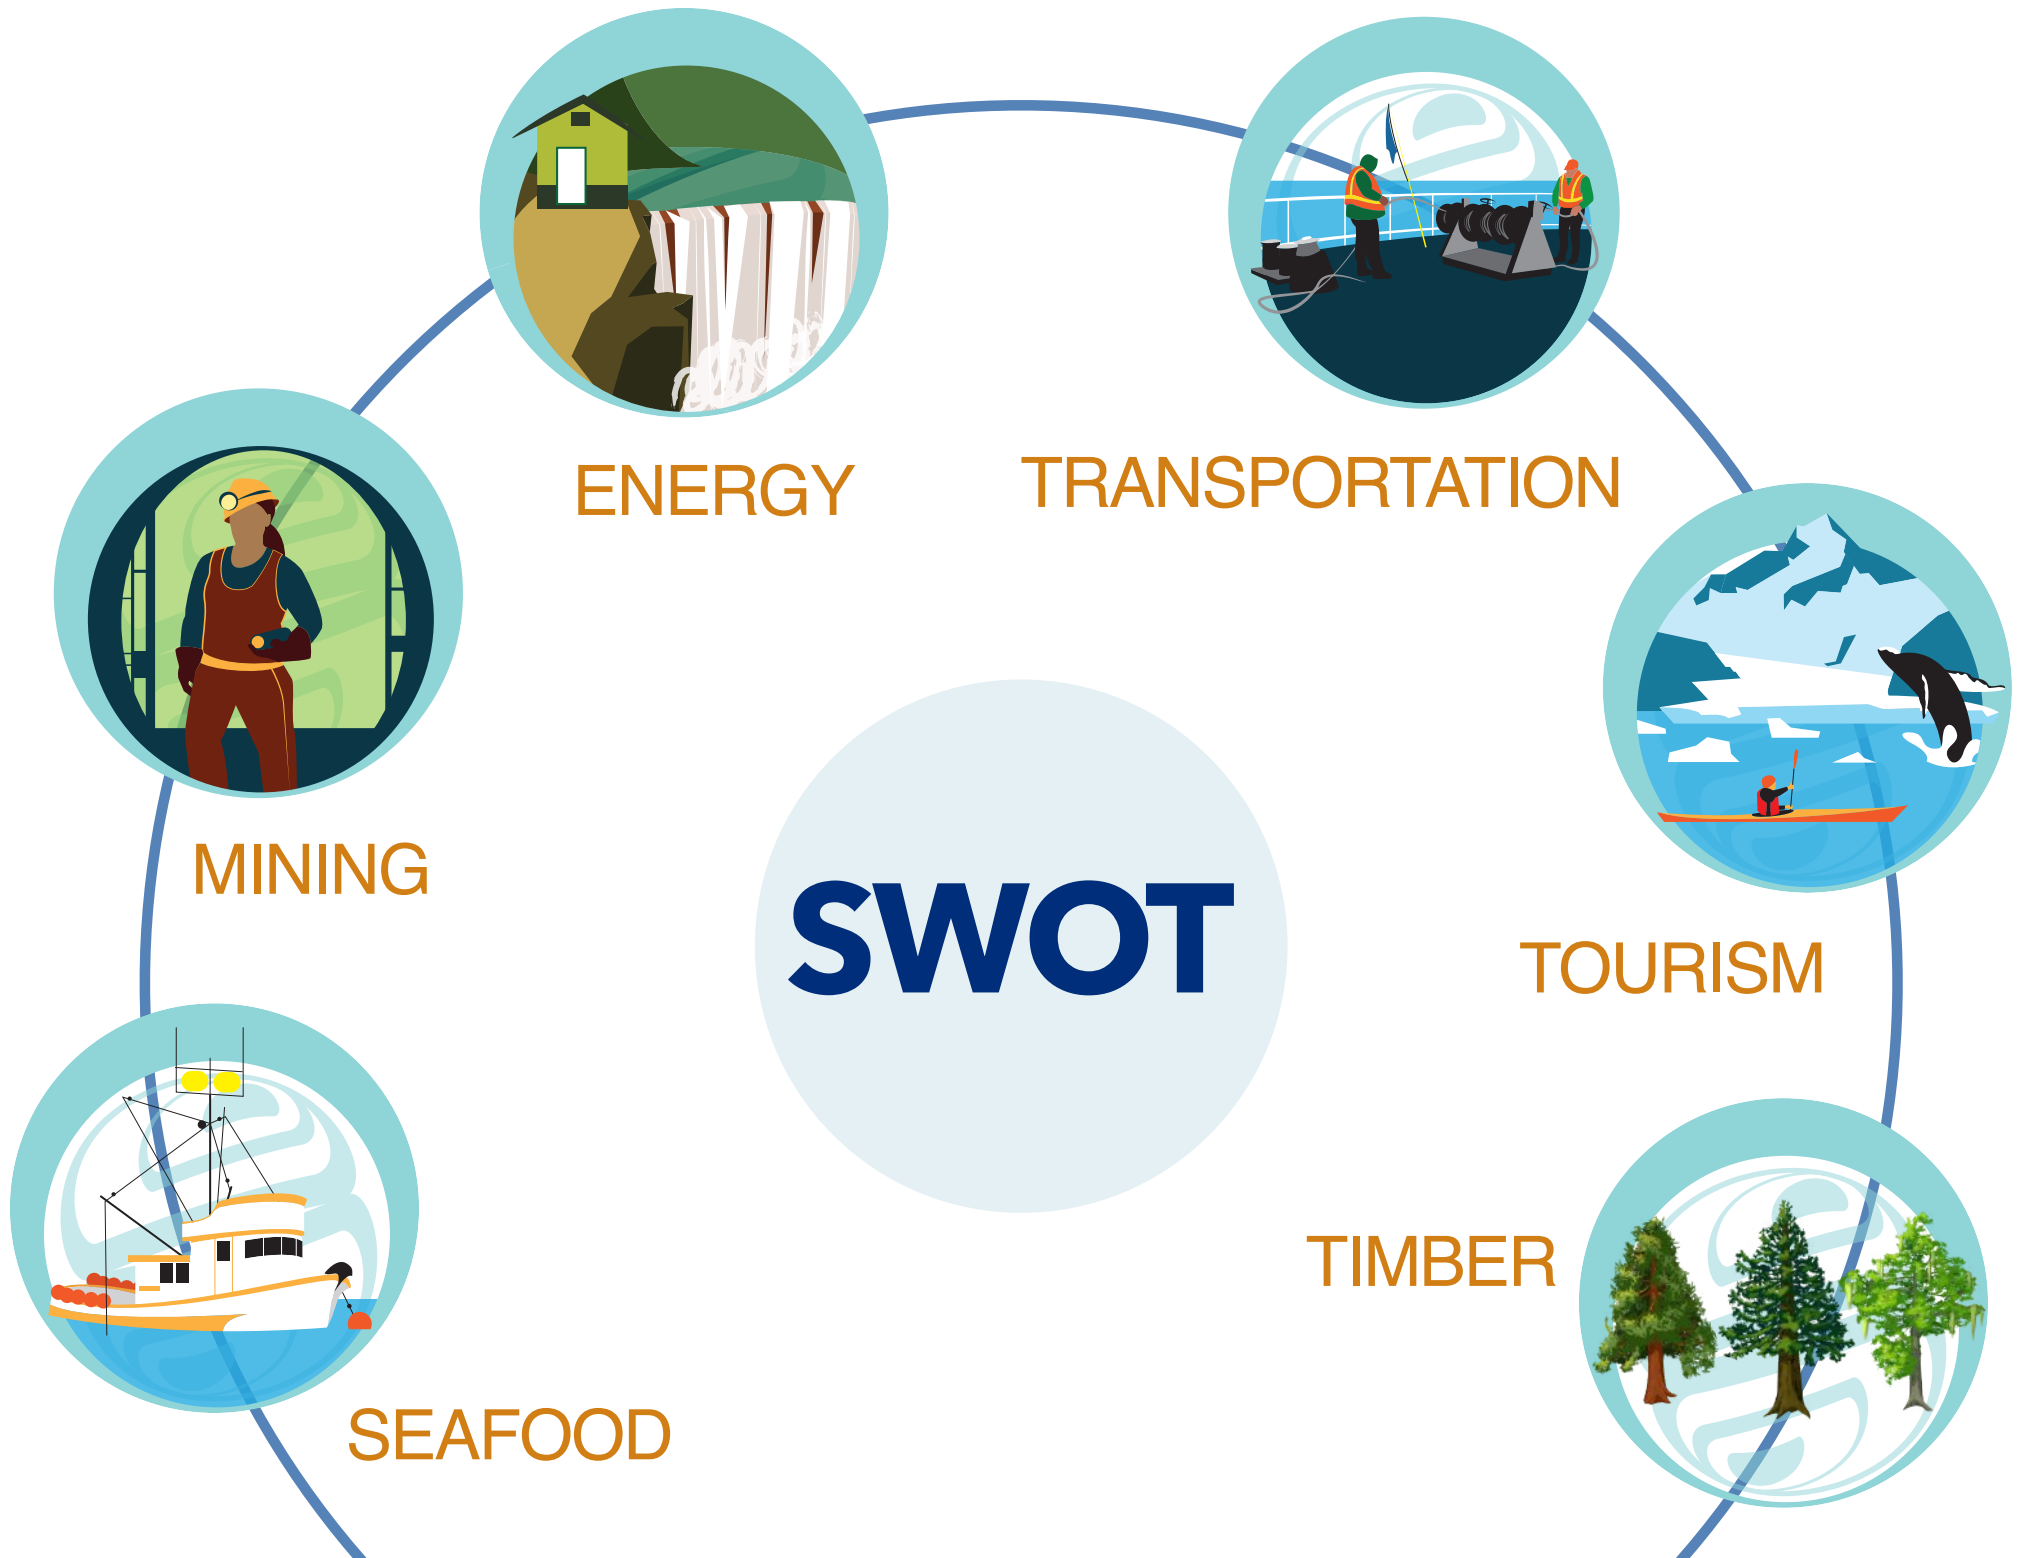 ENERGY
TRANSPORTATION
MINING
SWOT
TOURISM
TIMBER
SEAFOOD